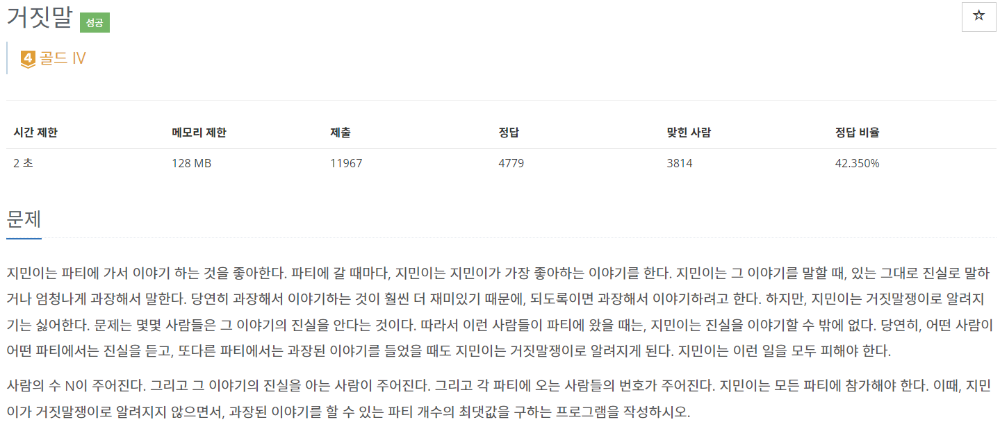 거짓말 성공
☆
4 골드 IV
시간 제한 메모리 제한 제출 정답 맞힌 사람 정답 비율
2 초 128 MB 11967 4779 3814 42.350%
문제
지민이는 파티에 가서 이야기 하는 것을 좋아한다. 파티에 갈 때마다, 지민이는 지민이가 가장 좋아하는 이야기를 한다. 지민이는 그 이야기를 말할 때, 있는 그대로 진실로 말하
거나 엄청나게 과장해서 말한다. 당연히 과장해서 이야기하는 것이 훨씬 더 재미있기 때문에, 되도록이면 과장해서 이야기하려고 한다. 하지만, 지민이는 거짓말쟁이로 알려지
기는 싫어한다. 문제는 몇몇 사람들은 그 이야기의 진실을 안다는 것이다. 따라서 이런 사람들이 파티에 왔을 때는, 지민이는 진실을 이야기할 수 밖에 없다. 당연히, 어떤 사람이
어떤 파티에서는 진실을 듣고, 또다른 파티에서는 과장된 이야기를 들었을 때도 지민이는 거짓말쟁이로 알려지게 된다. 지민이는 이런 일을 모두 피해야 한다.
사람의 수 N이 주어진다. 그리고 그 이야기의 진실을 아는 사람이 주어진다. 그리고 각 파티에 오는 사람들의 번호가 주어진다. 지민이는 모든 파티에 참가해야 한다. 이때, 지민
이가 거짓말쟁이로 알려지지 않으면서, 과장된 이야기를 할 수 있는 파티 개수의 최댓값을 구하는 프로그램을 작성하시오.